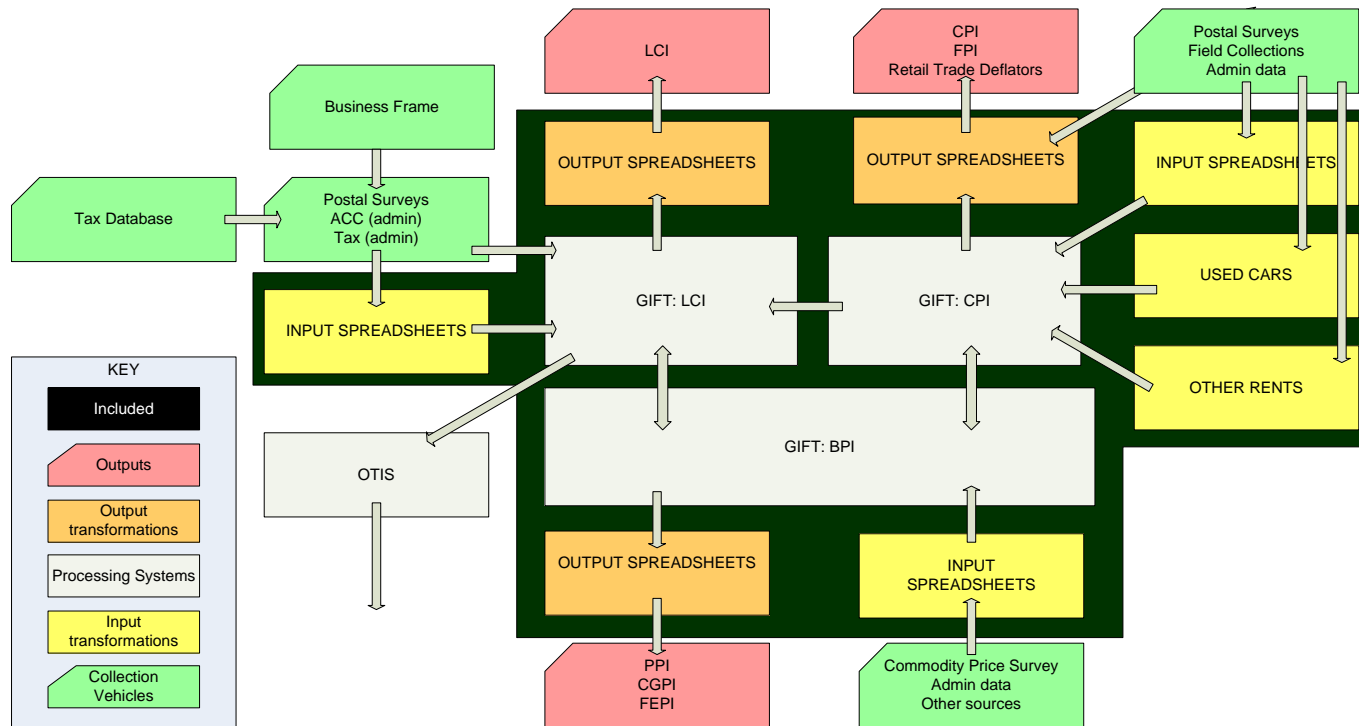 LCI
CPI
FPI
Retail Trade Deflators
Postal Surveys
Field Collections
Admin data
Business Frame
OUTPUT SPREADSHEETS
OUTPUT SPREADSHEETS
INPUT SPREADSHEETS
Tax Database
Postal Surveys
ACC (admin)
Tax (admin)
USED CARS
GIFT: LCI
GIFT: CPI
INPUT SPREADSHEETS
KEY
Included
Outputs
Output
transformations
Processing Systems
Input
transformations
Collection
Vehicles
OTHER RENTS
GIFT: BPI
OTIS
OUTPUT SPREADSHEETS
INPUT
SPREADSHEETS
PPI
CGPI
FEPI
Commodity Price Survey
Admin data
Other sources